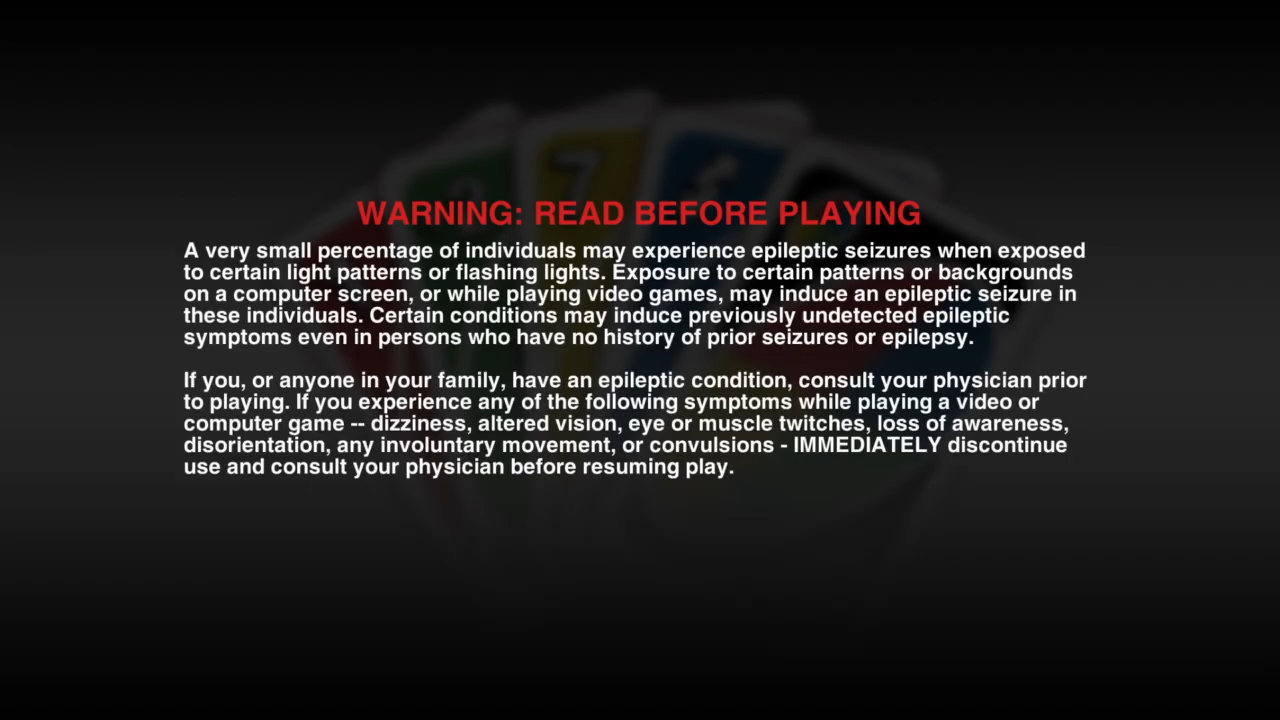 WARNING: READ BEFORE PLAYING
A very small percentage of individuals may experience epileptic seizures when exposed
to certain light patterns or flashing lights. Exposure to certain patterns or backgrounds
on a computer screen, or while playing video games, may induce an epileptic seizure in
these individuals. Certain conditions may induce previously undetected epileptic
symptoms even in persons who have no history of prior seizures or epilepsy.
If you, or anyone in your family, have an epileptic condition, consult your physician prior
to playing. If you experience any of the following symptoms while playing a video or
computer game -- dizziness, altered vision, eye or muscle twitches, loss of awareness,
disorientation, any involuntary movement, or convulsions - IMMEDIATELY discontinue
use and consult your physician before resuming play.
7